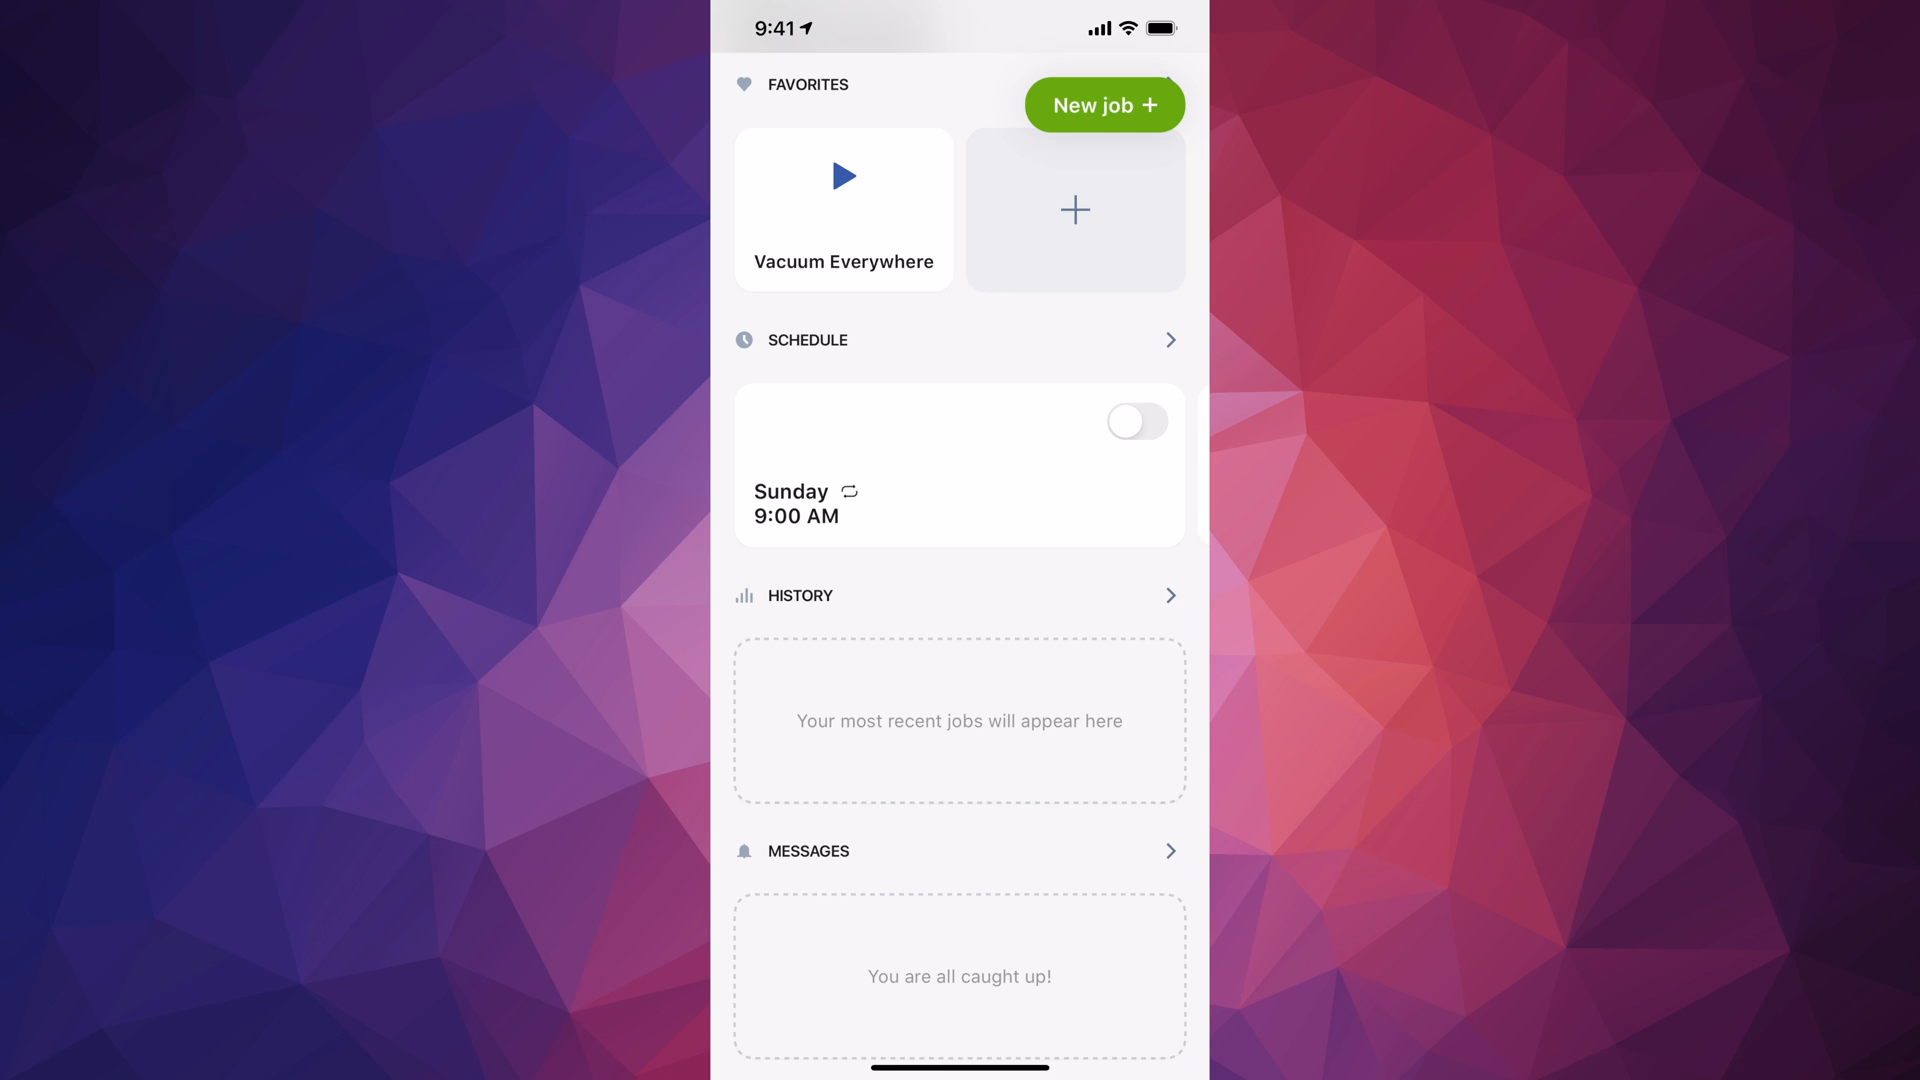 9:41
FAVORITES
New job +
Vacuum Everywhere
SCHEDULE
Sunday
9:00 AM
HISTORY
Your most recent jobs will appear here
MESSAGES
You are all caught up!